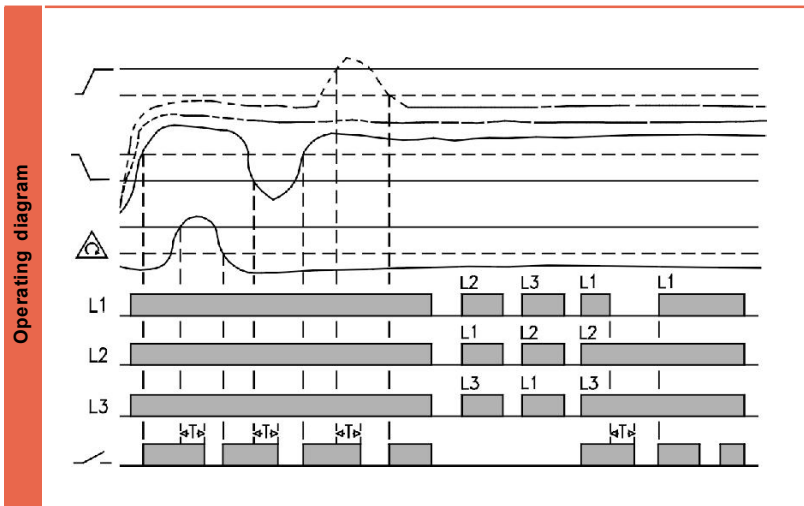 Operating diagram
L2 L3 L1 L1
L1
L1 L2 L2
L2
L3 L1 L3
L3
T T T T